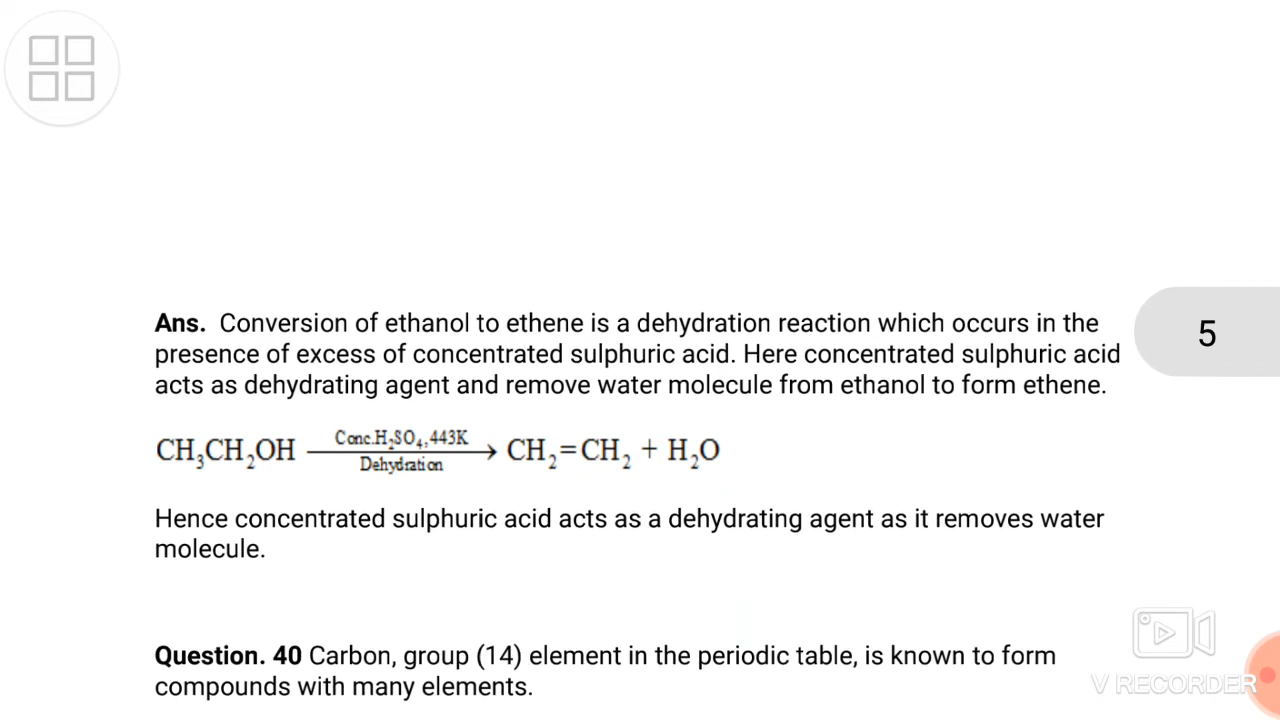 Ans. Conversion of ethanol to ethene is a dehydration reaction which occurs in the
presence of excess of concentrated sulphuric acid. Here concentrated sulphuric acid
acts as dehydrating agent and remove water molecule from ethanol to form ethene.
5
Conc.H₂SO₄,443K
CH₃CH₂OH → CH₂=CH₂ + H₂O
Dehydration
Hence concentrated sulphuric acid acts as a dehydrating agent as it removes water
molecule.
Question. 40 Carbon, group (14) element in the periodic table, is known to form
compounds with many elements.
V RECORDER